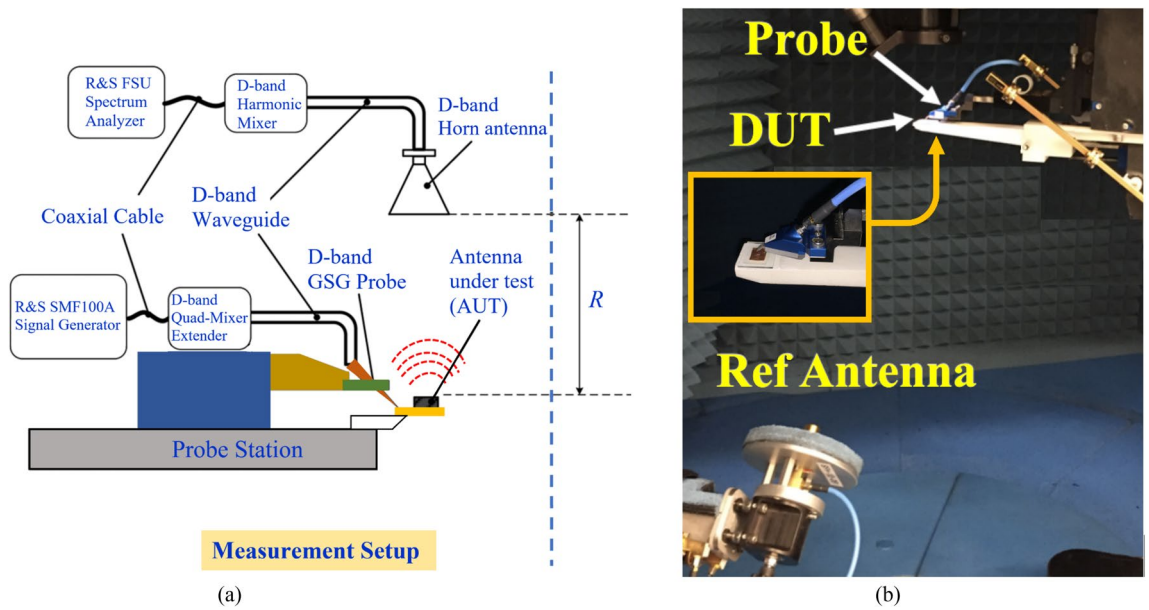 R&S FSU
Spectrum
Analyzer
D-band
Harmonic
Mixer
D-band
Horn antenna
Coaxial Cable
D-band
Waveguide
D-band
GSG Probe
Antenna
under test
(AUT)
R
R&S SMF100A
Signal Generator
D-band
Quad-Mixer
Extender
Probe Station
Measurement Setup
(a)
Probe
DUT
Ref Antenna
(b)